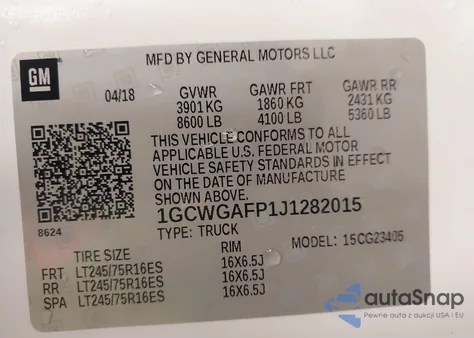 MFD BY GENERAL MOTORS LLC
GM
04/18 GVWR GAWR FRT GAWR RR
3901 KG 1860 KG 2431 KG
8600 LB 4100 LB 5360 LB
THIS VEHICLE CONFORMS TO ALL
APPLICABLE U.S. FEDERAL MOTOR
VEHICLE SAFETY STANDARDS IN EFFECT
ON THE DATE OF MANUFACTURE
SHOWN ABOVE.
1GCWGAFP1J1282015
8624
TYPE: TRUCK MODEL: 15CG23405
TIRE SIZE RIM
FRT LT245/75R16ES 16X6.5J
RR LT245/75R16ES 16X6.5J
SPA LT245/75R16ES 16X6.5J
autaSnap
Pewne auta z aukcji USA i EU